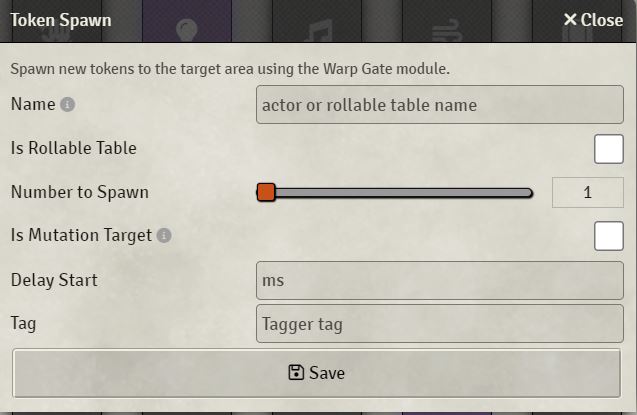 Token Spawn
Close
Spawn new tokens to the target area using the Warp Gate module.
Name
actor or rollable table name
Is Rollable Table
Number to Spawn
1
Is Mutation Target
Delay Start
ms
Tag
Tagger tag
Save